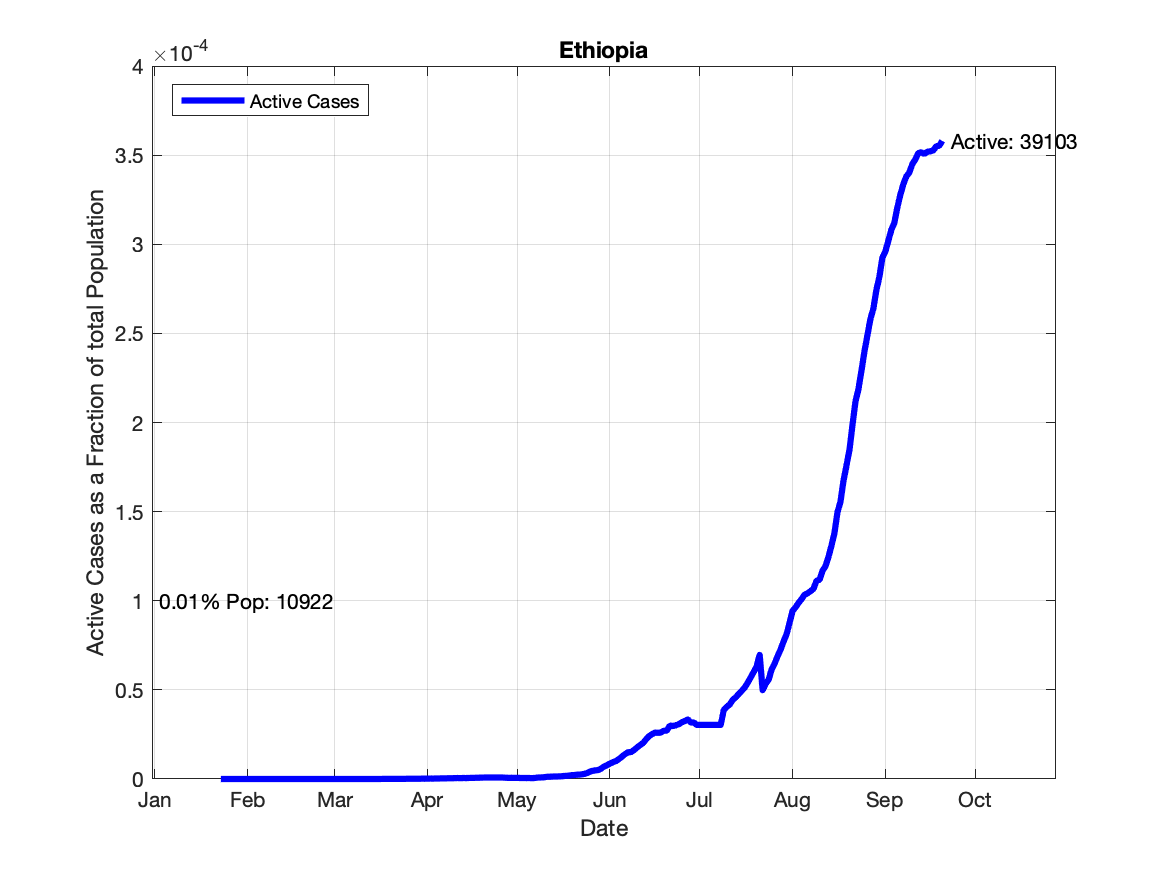 Ethiopia
×10-4
Active Cases
Active: 39103
0.01% Pop: 10922
4
3.5
3
2.5
2
1.5
1
0.5
0
Active Cases as a Fraction of total Population
Jan Feb Mar Apr May Jun Jul Aug Sep Oct
Date